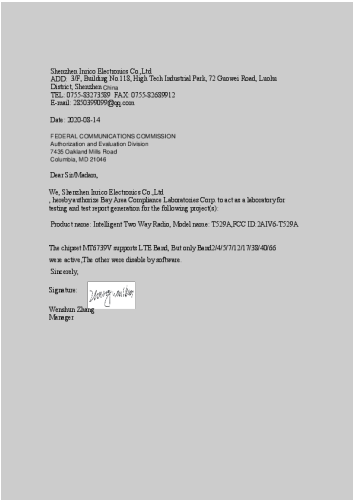 Shenzhen Inrico Electronics Co.,Ltd
ADD: 3/F, Building No.118, High Tech Industrial Park, 72 Guowei Road, Luohu
District, Shenzhen China
TEL: 0755-83273589 FAX: 0755-82689912
E-mail: 2850399099@qq.com
Date: 2020-08-14
FEDERAL COMMUNICATIONS COMMISSION
Authorization and Evaluation Division
7435 Oakland Mills Road
Columbia, MD 21046
Dear Sir/Madam,
We, Shenzhen Inrico Electronics Co.,Ltd
, hereby authorize Bay Area Compliance Laboratories Corp. to act as a laboratory for
testing and test report generation for the following project(s):
Product name: Intelligent Two Way Radio, Model name: T529A,FCC ID:2AIV6-T529A
The chipset MT6739V supports LTE Band, But only Band2/4/5/7/12/17/38/40/66
were active,The other were disable by software.
Sincerely,
Signature:
Wenshun Zhang
Manager